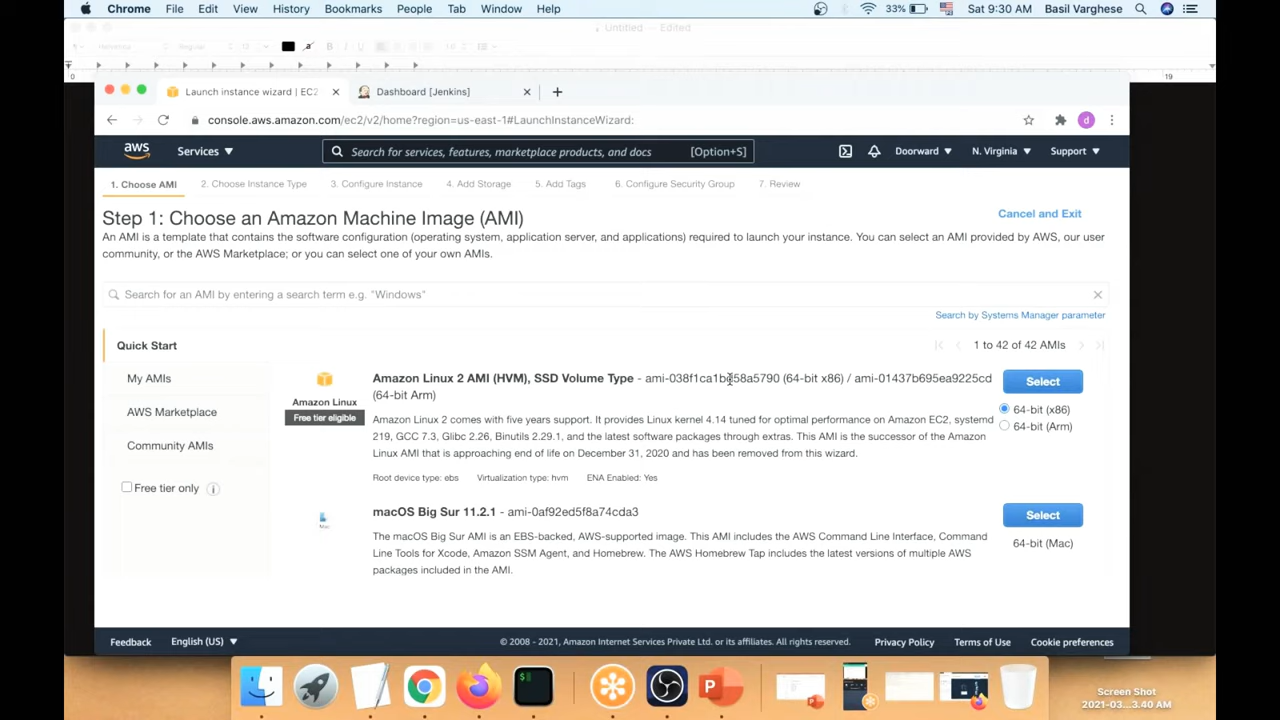 Chrome File Edit View History Bookmarks People Tab Window Help 33% Sat 9:30 AM Basil Varghese
Untitled — Edited
Helvetica Regular 12
0 19
Launch instance wizard | EC2 Dashboard [Jenkins]
console.aws.amazon.com/ec2/v2/home?region=us-east-1#LaunchInstanceWizard: d
aws Services Search for services, features, marketplace products, and docs [Option+S] Doorward N. Virginia Support
1. Choose AMI 2. Choose Instance Type 3. Configure Instance 4. Add Storage 5. Add Tags 6. Configure Security Group 7. Review
Step 1: Choose an Amazon Machine Image (AMI) Cancel and Exit
An AMI is a template that contains the software configuration (operating system, application server, and applications) required to launch your instance. You can select an AMI provided by AWS, our user
community, or the AWS Marketplace; or you can select one of your own AMIs.
Search for an AMI by entering a search term e.g. "Windows"
Search by Systems Manager parameter
Quick Start 1 to 42 of 42 AMIs
My AMIs
AWS Marketplace
Community AMIs
Free tier only i
Amazon Linux
Free tier eligible
Amazon Linux 2 AMI (HVM), SSD Volume Type - ami-038f1ca1bd58a5790 (64-bit x86) / ami-01437b695ea9225cd
(64-bit Arm)
Amazon Linux 2 comes with five years support. It provides Linux kernel 4.14 tuned for optimal performance on Amazon EC2, systemd
219, GCC 7.3, Glibc 2.26, Binutils 2.29.1, and the latest software packages through extras. This AMI is the successor of the Amazon
Linux AMI that is approaching end of life on December 31, 2020 and has been removed from this wizard.
Root device type: ebs Virtualization type: hvm ENA Enabled: Yes
Select
64-bit (x86)
64-bit (Arm)
Mac
macOS Big Sur 11.2.1 - ami-0af92ed5f8a74cda3
The macOS Big Sur AMI is an EBS-backed, AWS-supported image. This AMI includes the AWS Command Line Interface, Command
Line Tools for Xcode, Amazon SSM Agent, and Homebrew. The AWS Homebrew Tap includes the latest versions of multiple AWS
packages included in the AMI.
Select
64-bit (Mac)
Feedback English (US) © 2008 - 2021, Amazon Internet Services Private Ltd. or its affiliates. All rights reserved. Privacy Policy Terms of Use Cookie preferences
Screen Shot
2021-03...3.40 AM